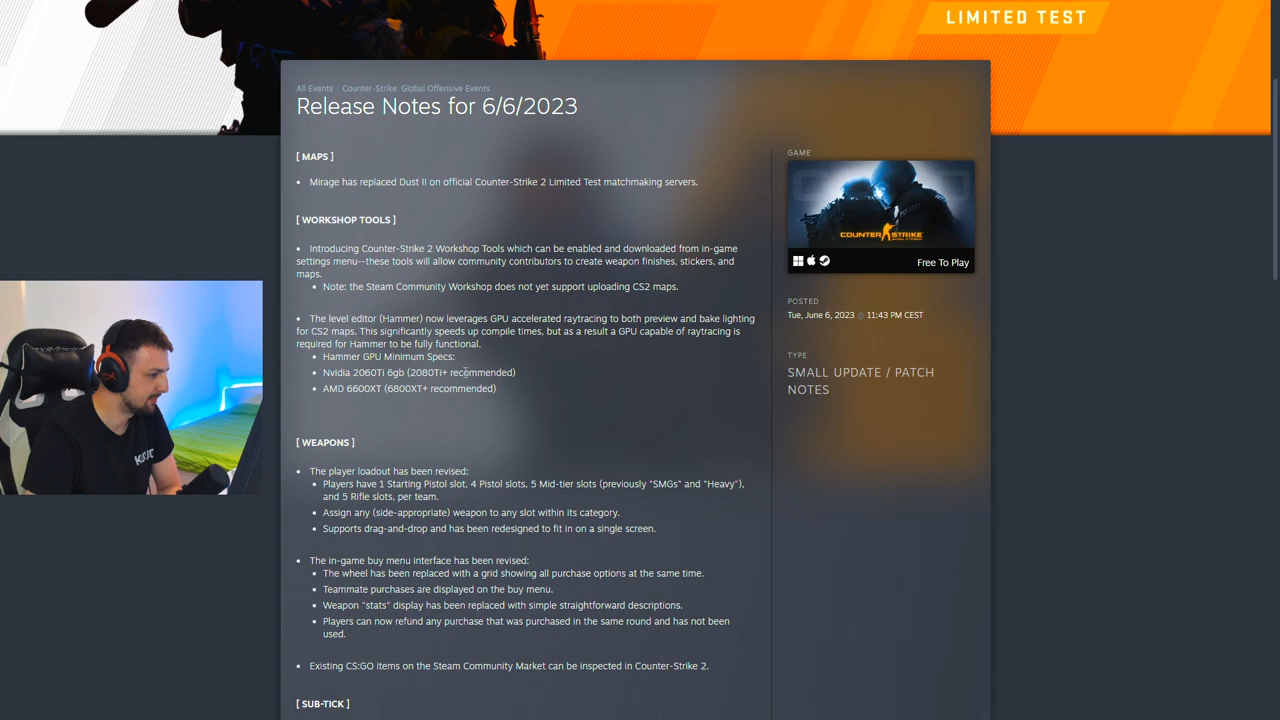 LIMITED TEST
All Events Counter-Strike: Global Offensive Events
Release Notes for 6/6/2023
[ MAPS ]
• Mirage has replaced Dust II on official Counter-Strike 2 Limited Test matchmaking servers.
[ WORKSHOP TOOLS ]
• Introducing Counter-Strike 2 Workshop Tools which can be enabled and downloaded from in-game
settings menu--these tools will allow community contributors to create weapon finishes, stickers, and
maps.
• Note: the Steam Community Workshop does not yet support uploading CS2 maps.
• The level editor (Hammer) now leverages GPU accelerated raytracing to both preview and bake lighting
for CS2 maps. This significantly speeds up compile times, but as a result a GPU capable of raytracing is
required for Hammer to be fully functional.
• Hammer GPU Minimum Specs:
• Nvidia 2060Ti 6gb (2080Ti+ recommended)
• AMD 6600XT (6800XT+ recommended)
[ WEAPONS ]
• The player loadout has been revised:
• Players have 1 Starting Pistol slot, 4 Pistol slots, 5 Mid-tier slots (previously "SMGs" and "Heavy"),
and 5 Rifle slots, per team.
• Assign any (side-appropriate) weapon to any slot within its category.
• Supports drag-and-drop and has been redesigned to fit in on a single screen.
• The in-game buy menu interface has been revised:
• The wheel has been replaced with a grid showing all purchase options at the same time.
• Teammate purchases are displayed on the buy menu.
• Weapon "stats" display has been replaced with simple straightforward descriptions.
• Players can now refund any purchase that was purchased in the same round and has not been
used.
• Existing CS:GO items on the Steam Community Market can be inspected in Counter-Strike 2.
[ SUB-TICK ]
GAME
COUNTER STRIKE
Free To Play
POSTED
Tue, June 6, 2023 @ 11:43 PM CEST
TYPE
SMALL UPDATE / PATCH
NOTES